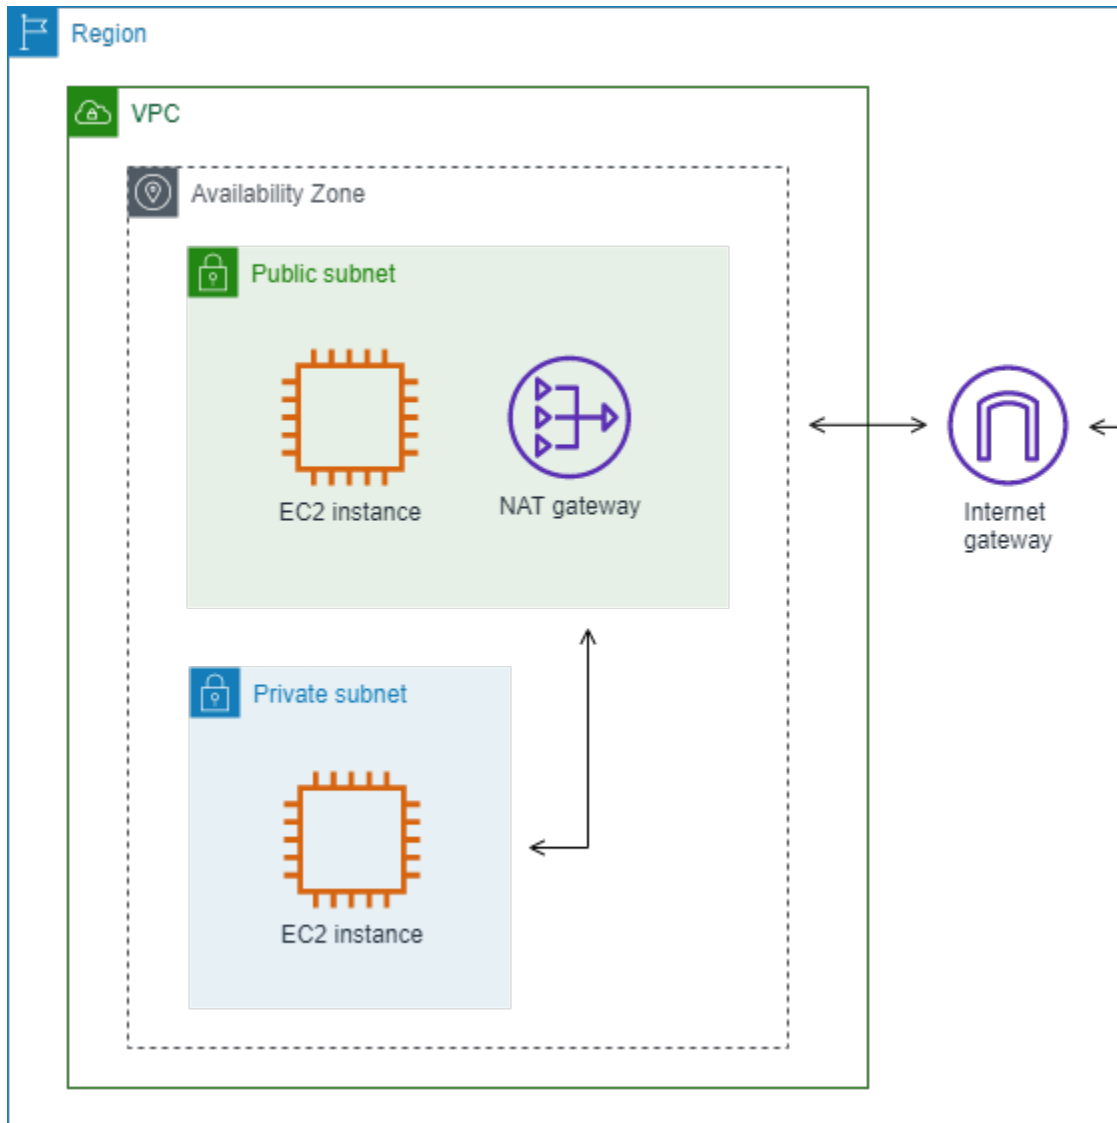 Region
VPC
Availability Zone
Public subnet
EC2 instance
NAT gateway
Internet
gateway
Private subnet
EC2 instance